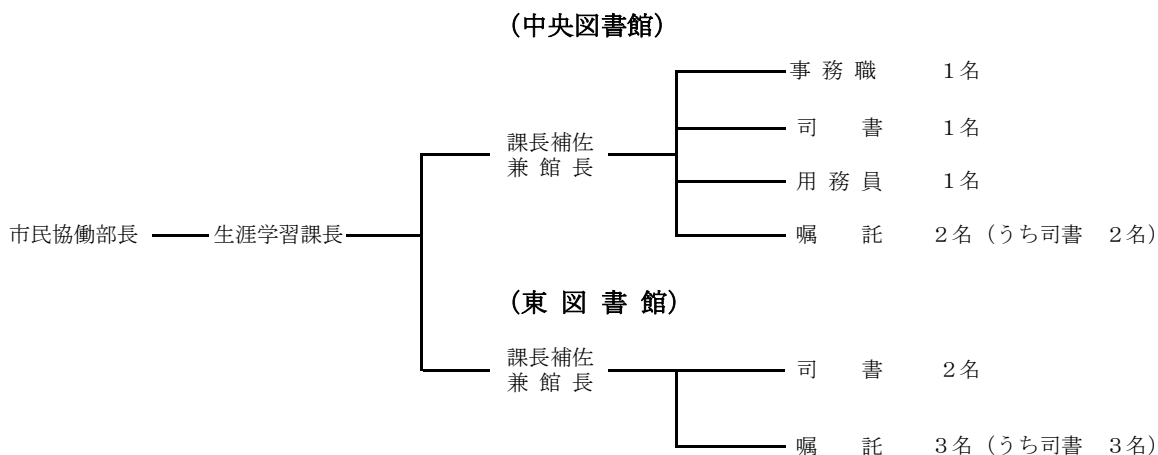 （中央図書館）
事務職　1名
課長補佐
兼館長
司　書　1名
用務員　1名
市民協働部長　生涯学習課長
嘱　託　2名（うち司書　2名）
（東図書館）
課長補佐
兼館長
司　書　2名
嘱　託　3名（うち司書　3名）